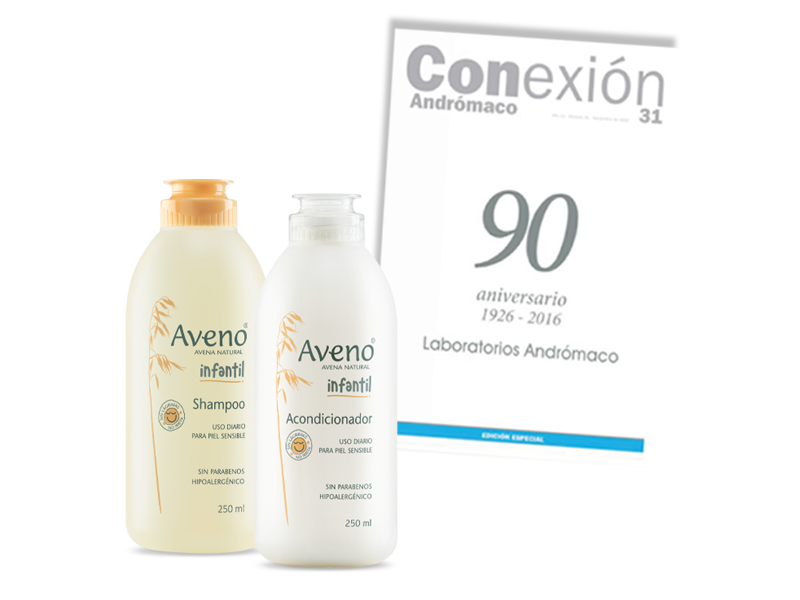 Conexión
Andrómaco
31
90
aniversario
1926 - 2016
Laboratorios Andrómaco
EDICIÓN ESPECIAL
Aveno®
AVENA NATURAL
infantil
Shampoo
USO DIARIO
PARA PIEL SENSIBLE
SIN PARABENOS
HIPOALERGÉNICO
250 ml
Aveno®
AVENA NATURAL
infantil
Acondicionador
USO DIARIO
PARA PIEL SENSIBLE
SIN PARABENOS
HIPOALERGÉNICO
250 ml